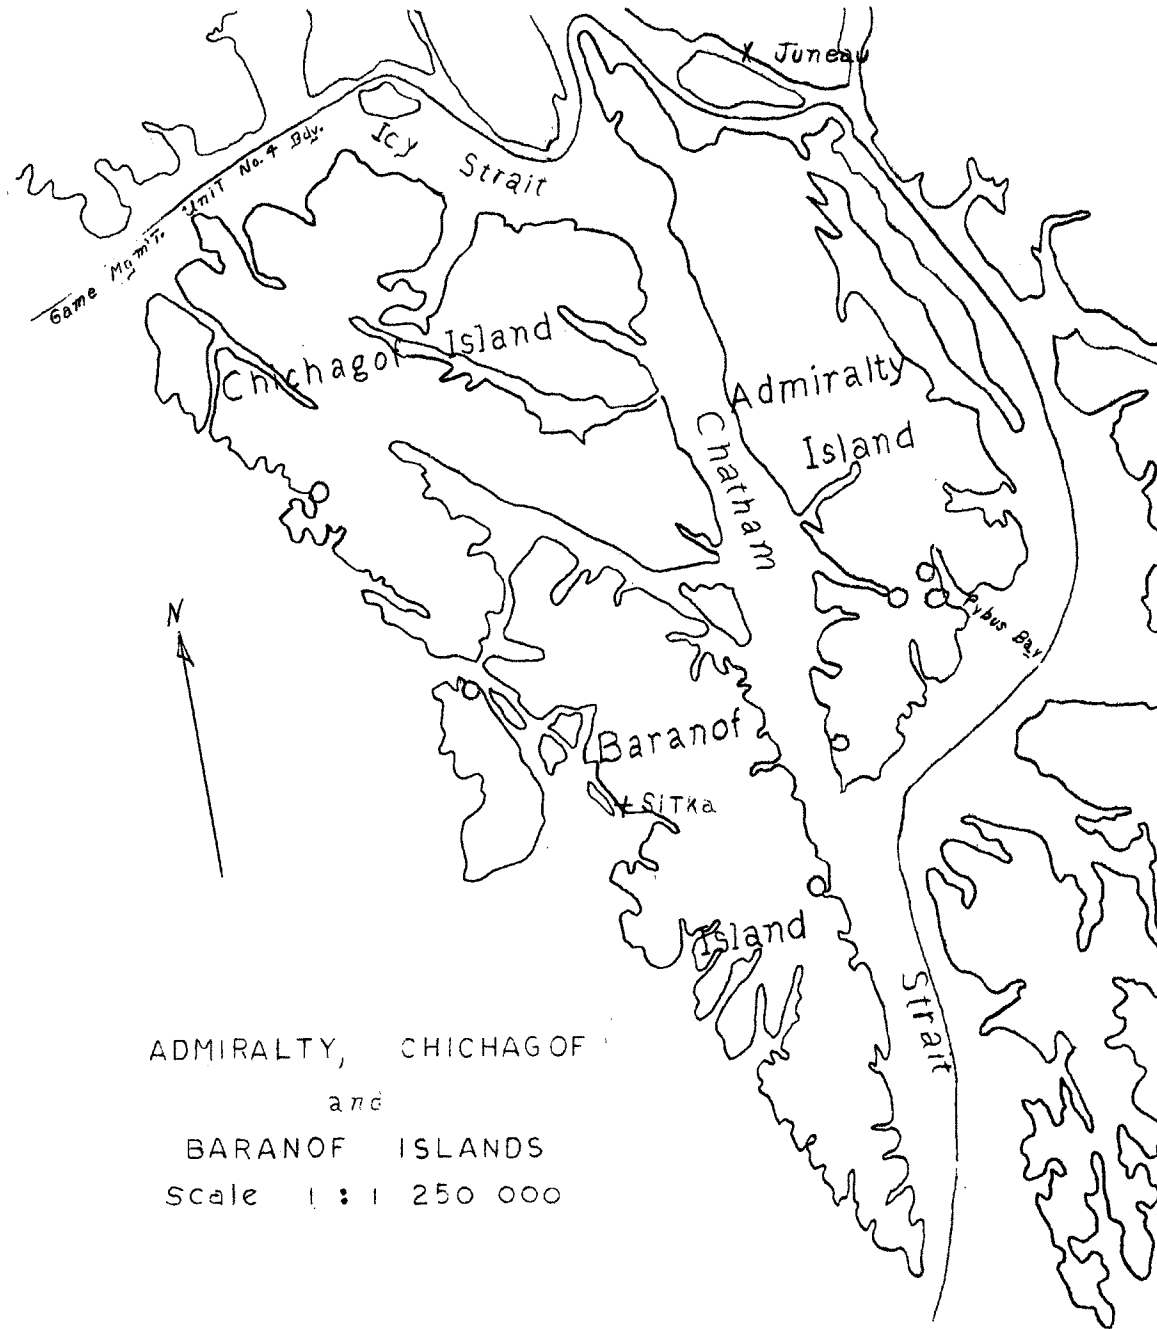 X Juneau
Icy Strait
Game Mgm'T. UniT No. 4 Bdy.
Chichagof Island
Admiralty
Island
Chatham
Strait
Pybus Bay
N
Baranof
Island
+ SiTka
ADMIRALTY, CHICHAGOF
and
BARANOF ISLANDS
Scale 1 : 1 250 000